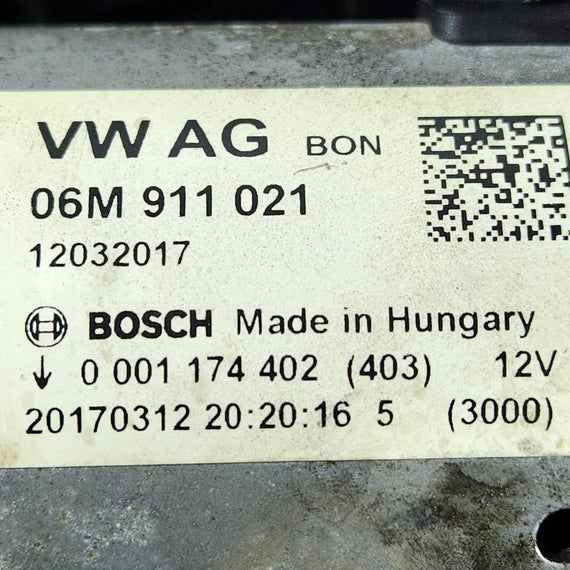 VW AG BON
06M 911 021
12032017
BOSCH Made in Hungary
↓ 0 001 174 402 (403) 12V
20170312 20:20:16 5 (3000)